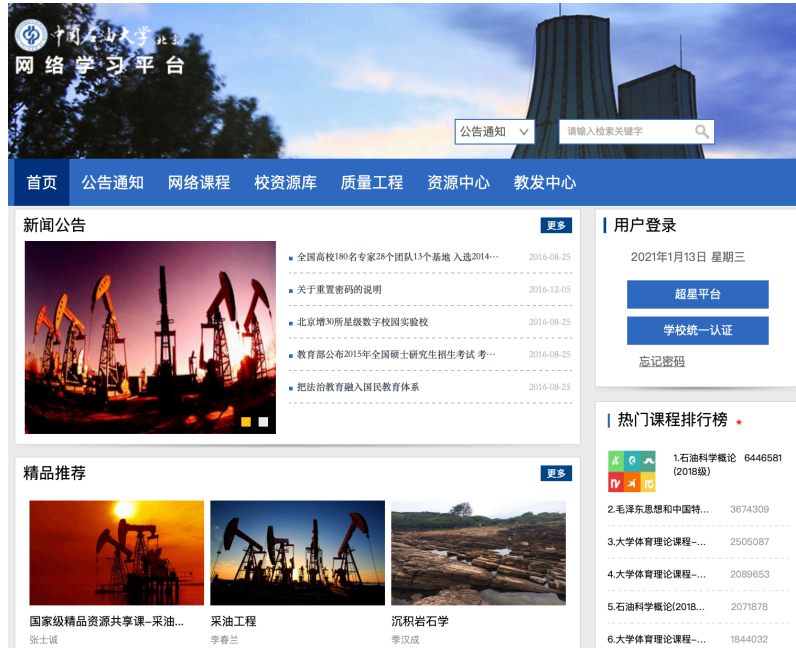 中国石油大学 北京
网络学习平台
公告通知
请输入检索关键字
首页 公告通知 网络课程 校资源库 质量工程 资源中心 教发中心
新闻公告 更多
全国高校180名专家28个团队13个基地 入选2014… 2016-08-25
关于重置密码的说明 2016-12-05
北京增30所星级数字校园实验校 2016-08-25
教育部公布2015年全国硕士研究生招生考试 考… 2016-08-25
把法治教育融入国民教育体系 2016-08-25
用户登录
2021年1月13日 星期三
超星平台
学校统一认证
忘记密码
精品推荐 更多
国家级精品资源共享课–采油...
张士诚
采油工程
李春兰
沉积岩石学
季汉成
热门课程排行榜
1.石油科学概论 6446581
(2018级)
2.毛泽东思想和中国特... 3674309
3.大学体育理论课程–... 2505087
4.大学体育理论课程–... 2089653
5.石油科学概论(2018... 2071878
6.大学体育理论课程–... 1844032